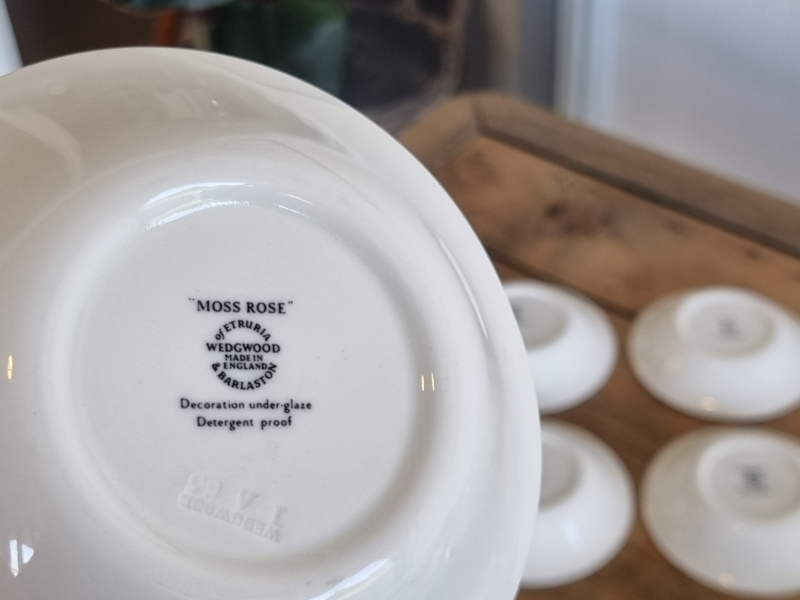 "MOSS ROSE"
of ETRURIA
WEDGWOOD
MADE IN
ENGLAND
& BARLASTON
Decoration under-glaze
Detergent proof
WEDGWOOD